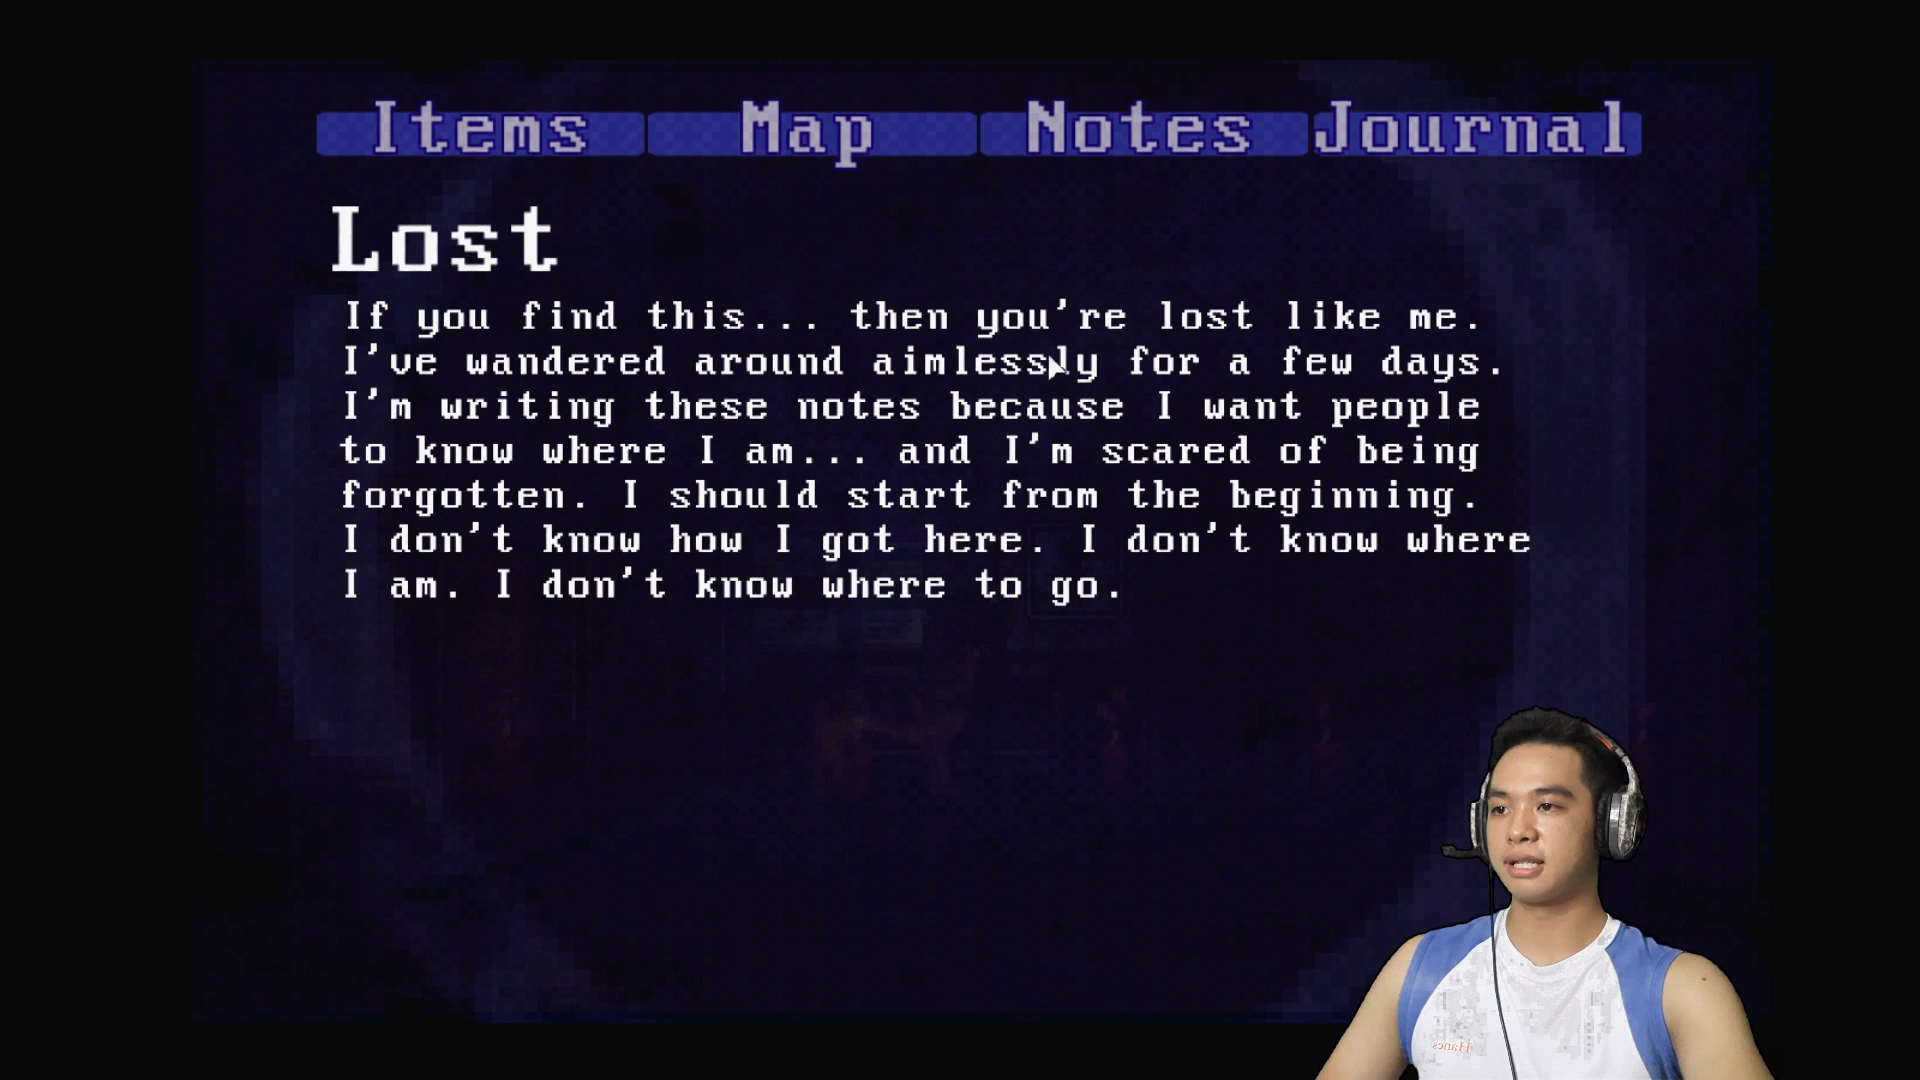 Items Map Notes Journal
Lost
If you find this... then you're lost like me.
I've wandered around aimlessly for a few days.
I'm writing these notes because I want people
to know where I am... and I'm scared of being
forgotten. I should start from the beginning.
I don't know how I got here. I don't know where
I am. I don't know where to go.
Hanes